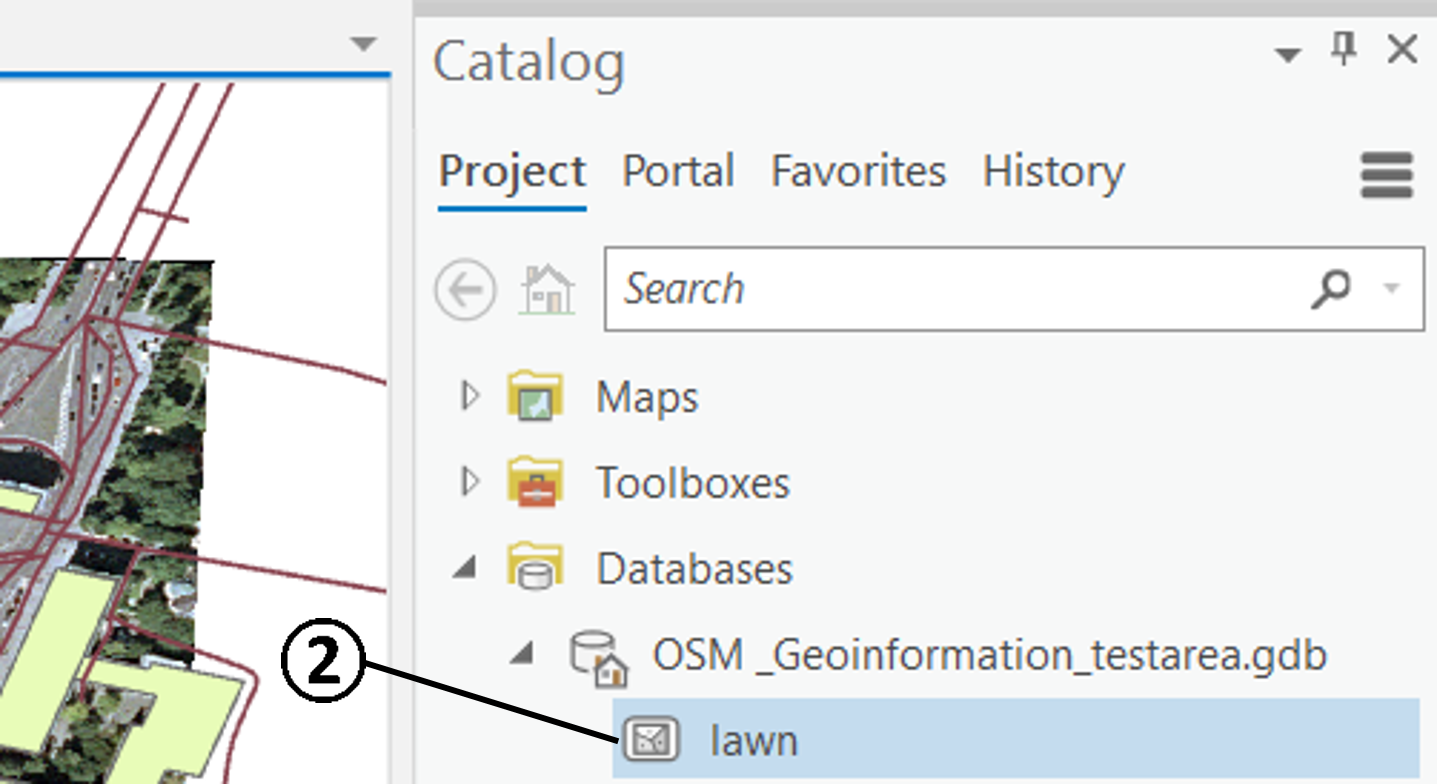 Catalog
Project Portal Favorites History
Search
Maps
Toolboxes
Databases
OSM _Geoinformation_testarea.gdb
2
lawn